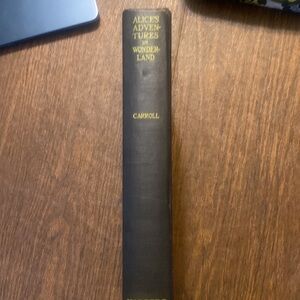 ALICE'S
ADVEN-
TURES
IN
WONDER-
LAND
CARROLL